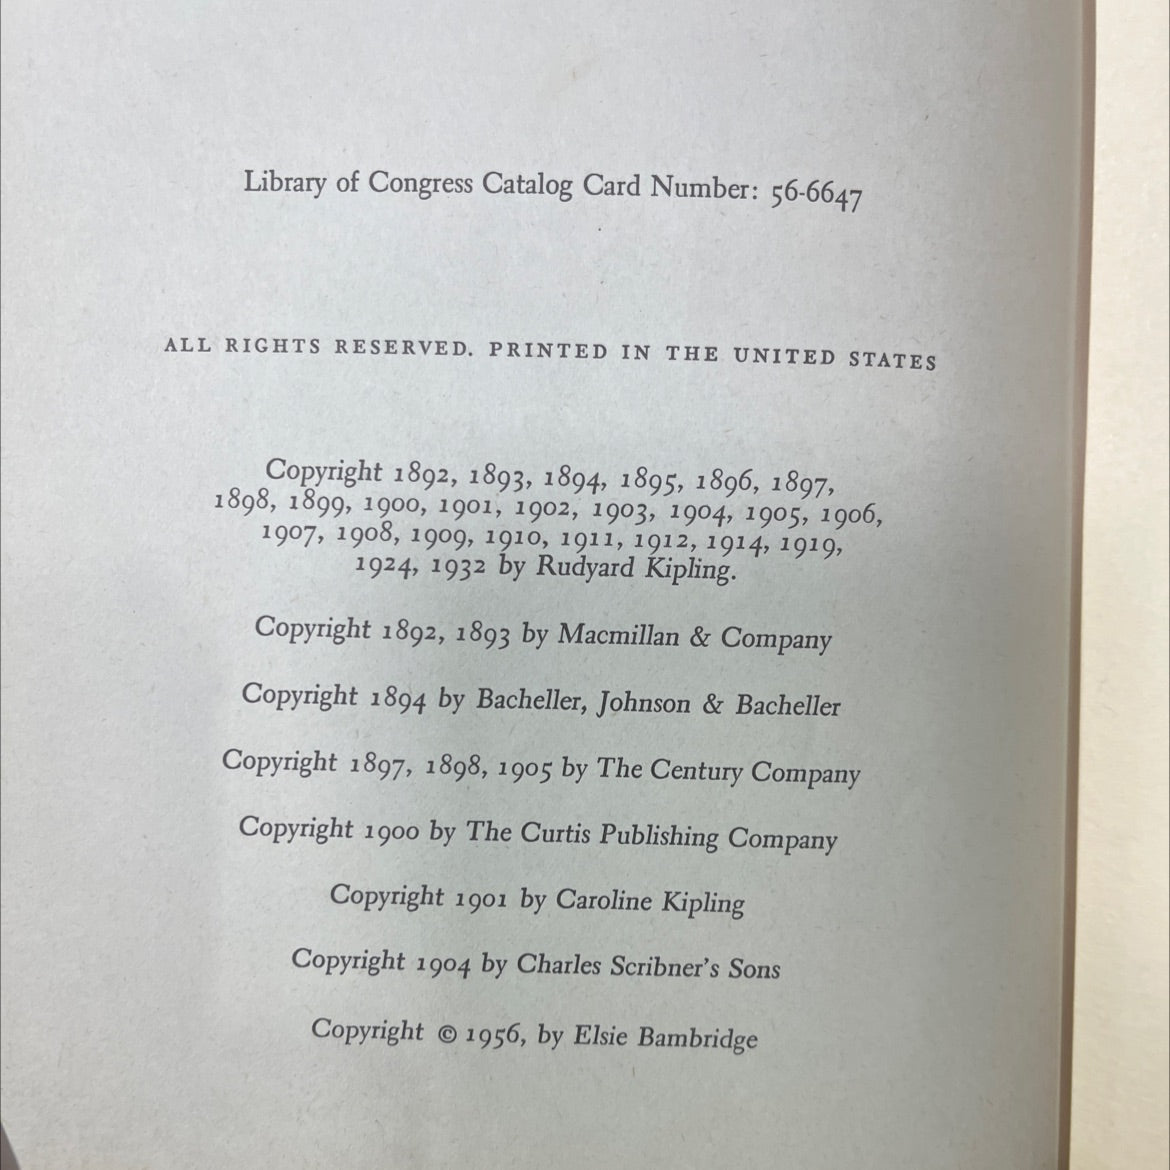 Library of Congress Catalog Card Number: 56-6647
ALL RIGHTS RESERVED. PRINTED IN THE UNITED STATES
Copyright 1892, 1893, 1894, 1895, 1896, 1897,
1898, 1899, 1900, 1901, 1902, 1903, 1904, 1905, 1906,
1907, 1908, 1909, 1910, 1911, 1912, 1914, 1919,
1924, 1932 by Rudyard Kipling.
Copyright 1892, 1893 by Macmillan & Company
Copyright 1894 by Bacheller, Johnson & Bacheller
Copyright 1897, 1898, 1905 by The Century Company
Copyright 1900 by The Curtis Publishing Company
Copyright 1901 by Caroline Kipling
Copyright 1904 by Charles Scribner's Sons
Copyright © 1956, by Elsie Bambridge